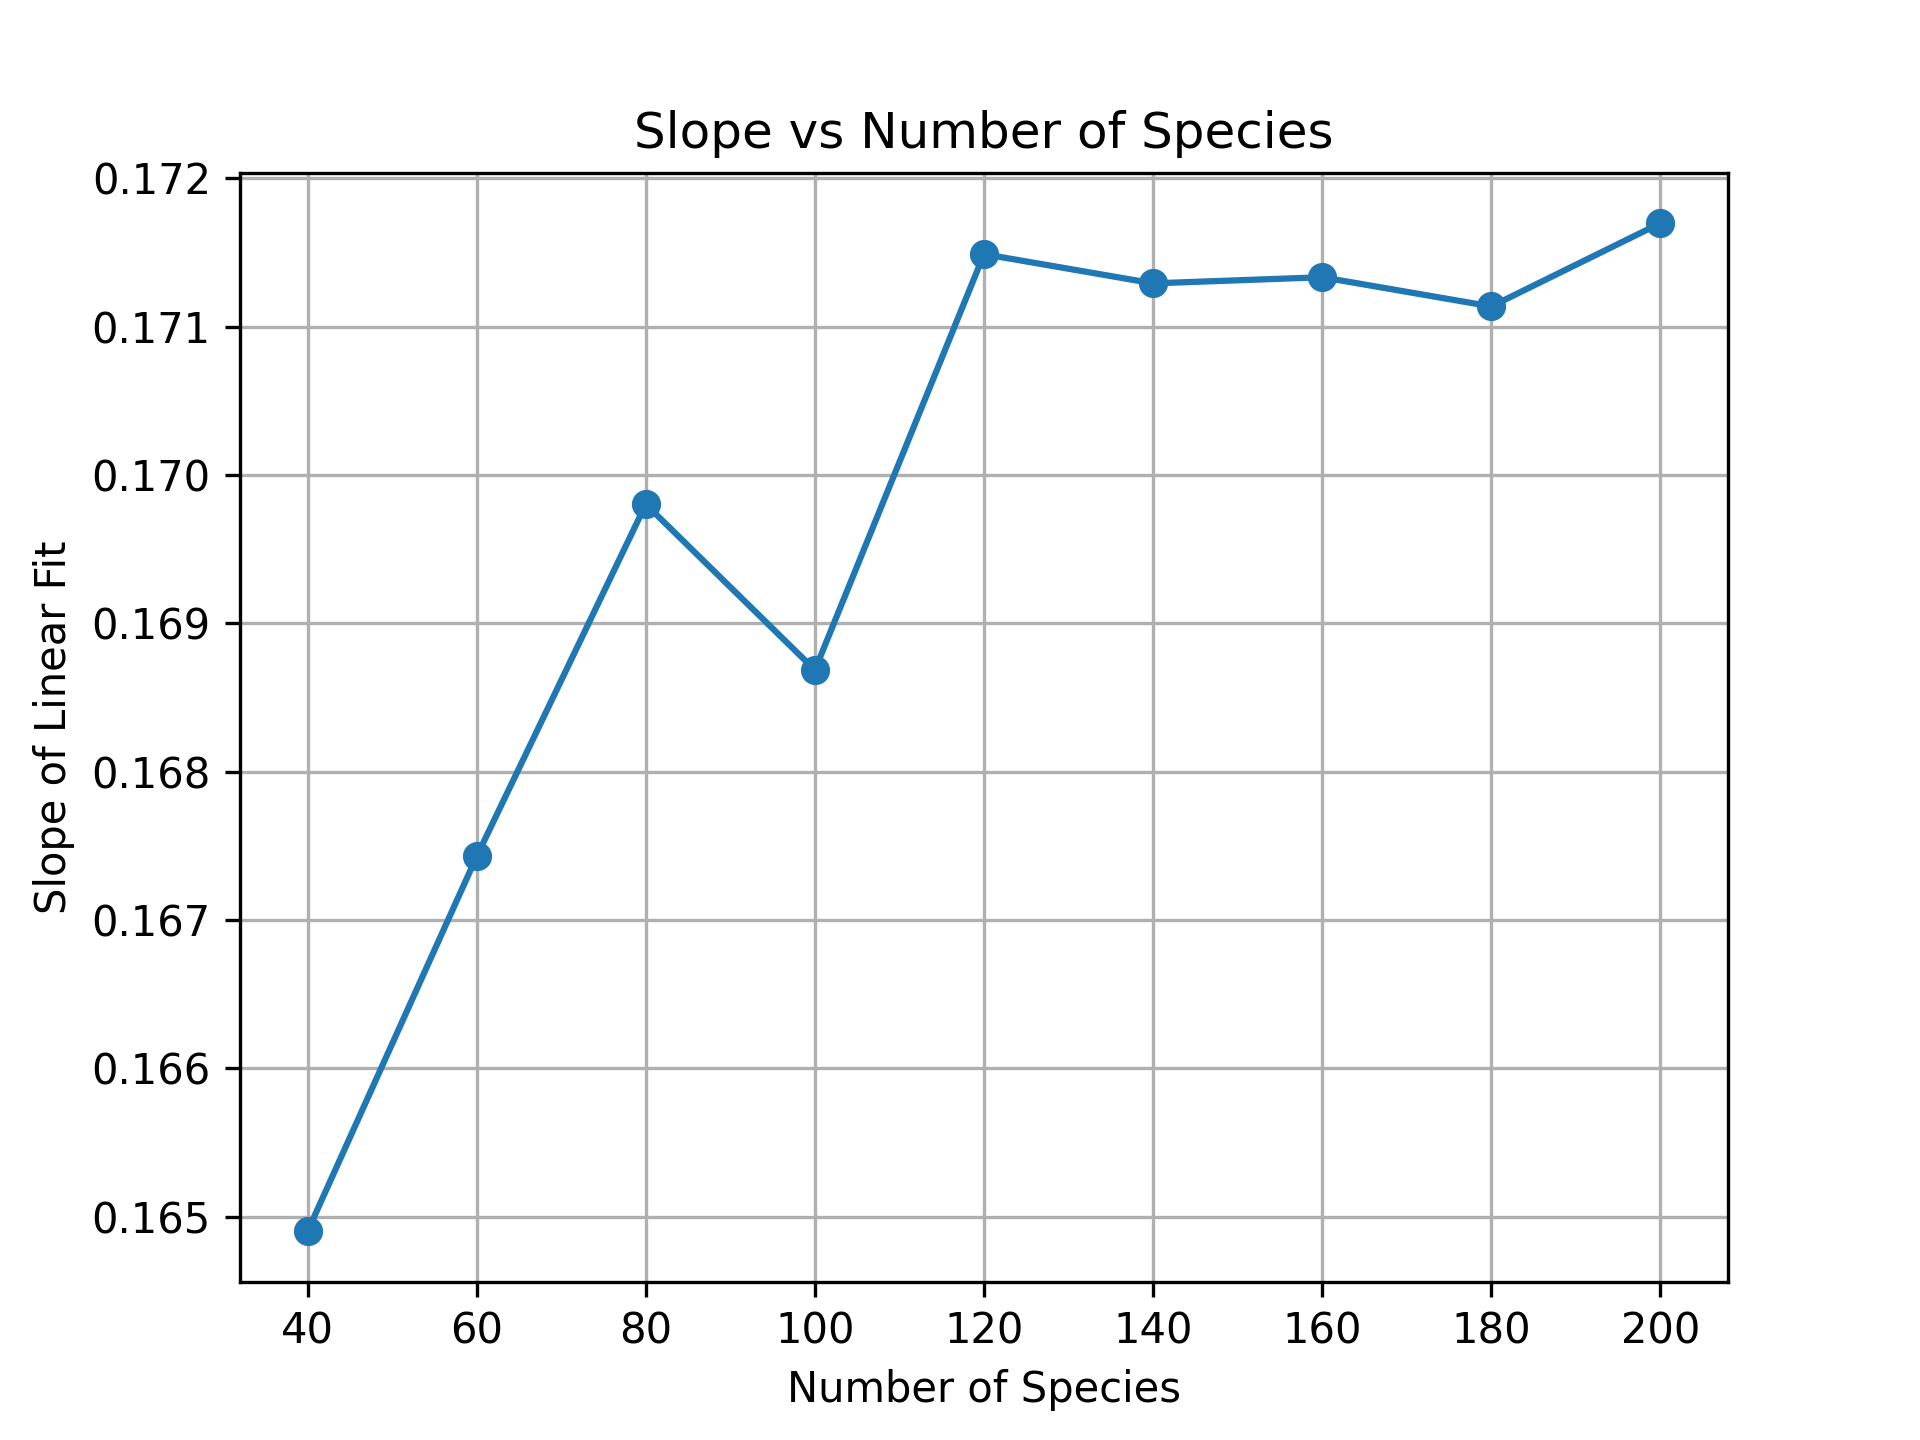 Slope vs Number of Species
0.172
0.171
0.170
0.169
0.168
0.167
0.166
0.165
Slope of Linear Fit
40 60 80 100 120 140 160 180 200
Number of Species